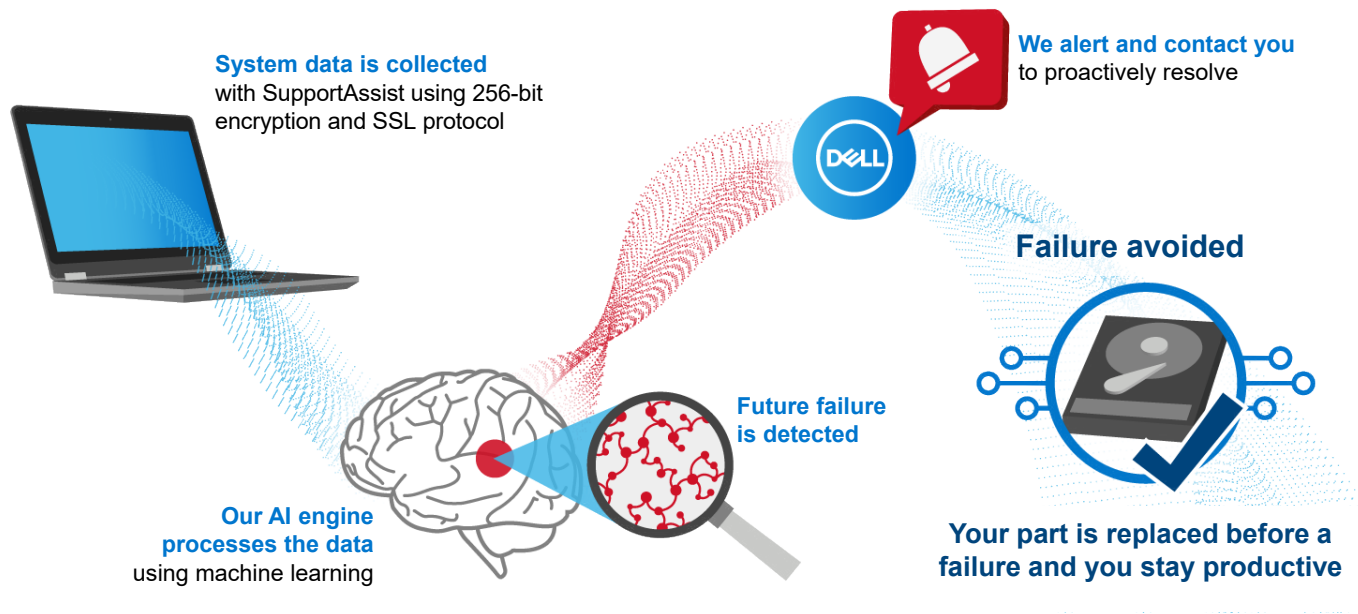 System data is collected
with SupportAssist using 256-bit
encryption and SSL protocol
Our AI engine
processes the data
using machine learning
Future failure
is detected
DELL
We alert and contact you
to proactively resolve
Failure avoided
Your part is replaced before a
failure and you stay productive